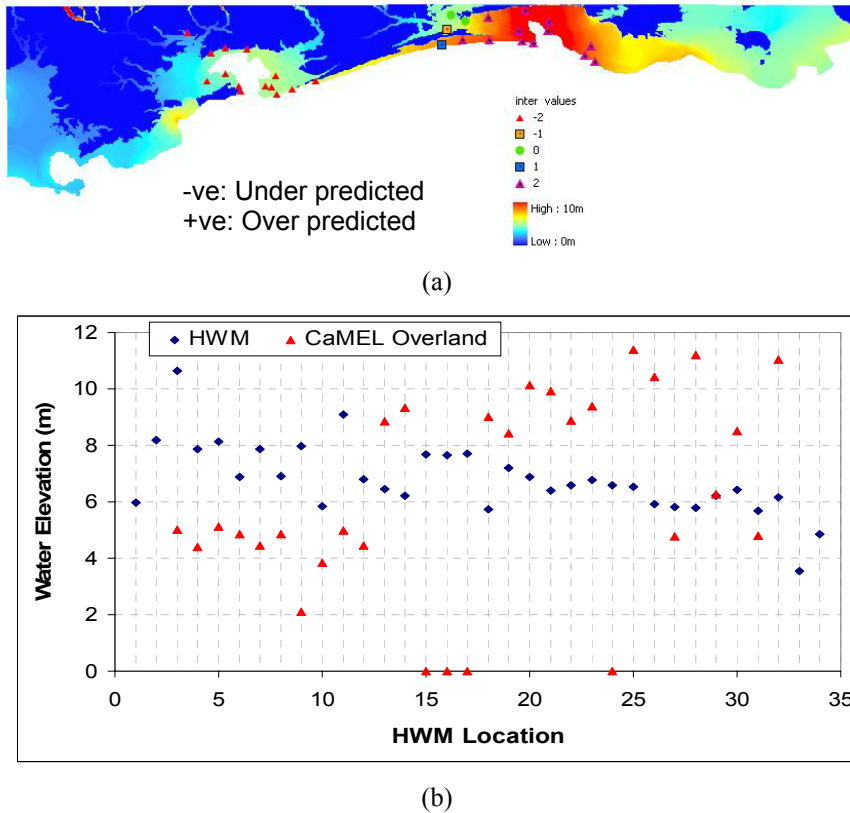 inter values
-2
-1
0
1
2
High : 10m
Low : 0m
-ve: Under predicted
+ve: Over predicted
(a)
HWM CaMEL Overland
12
10
8
6
4
2
0
Water Elevation (m)
0 5 10 15 20 25 30 35
HWM Location
(b)